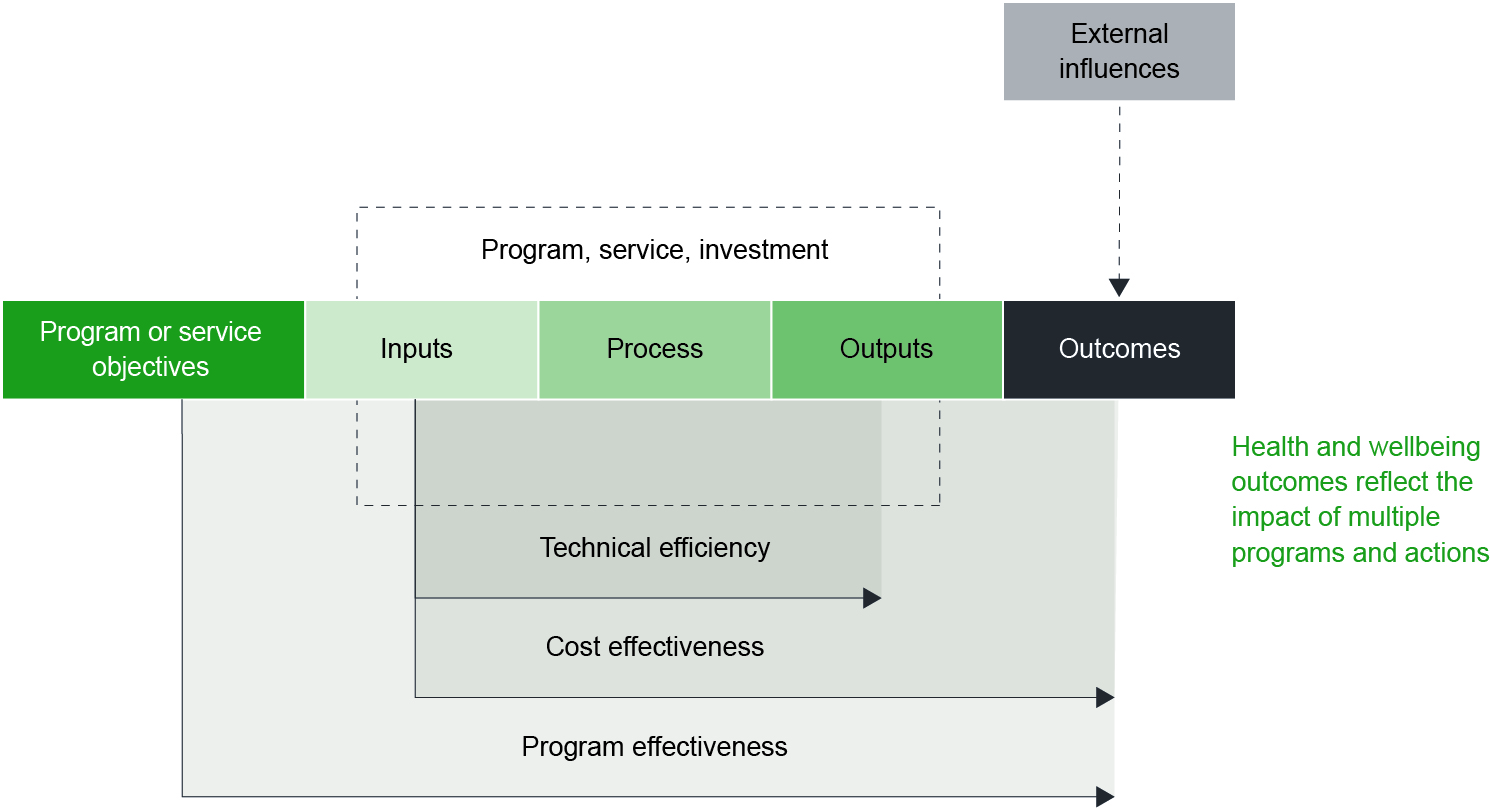 External
influences
Program, service, investment
Program or service
objectives
Inputs
Process
Outputs
Outcomes
Health and wellbeing
outcomes reflect the
impact of multiple
programs and actions
Technical efficiency
Cost effectiveness
Program effectiveness